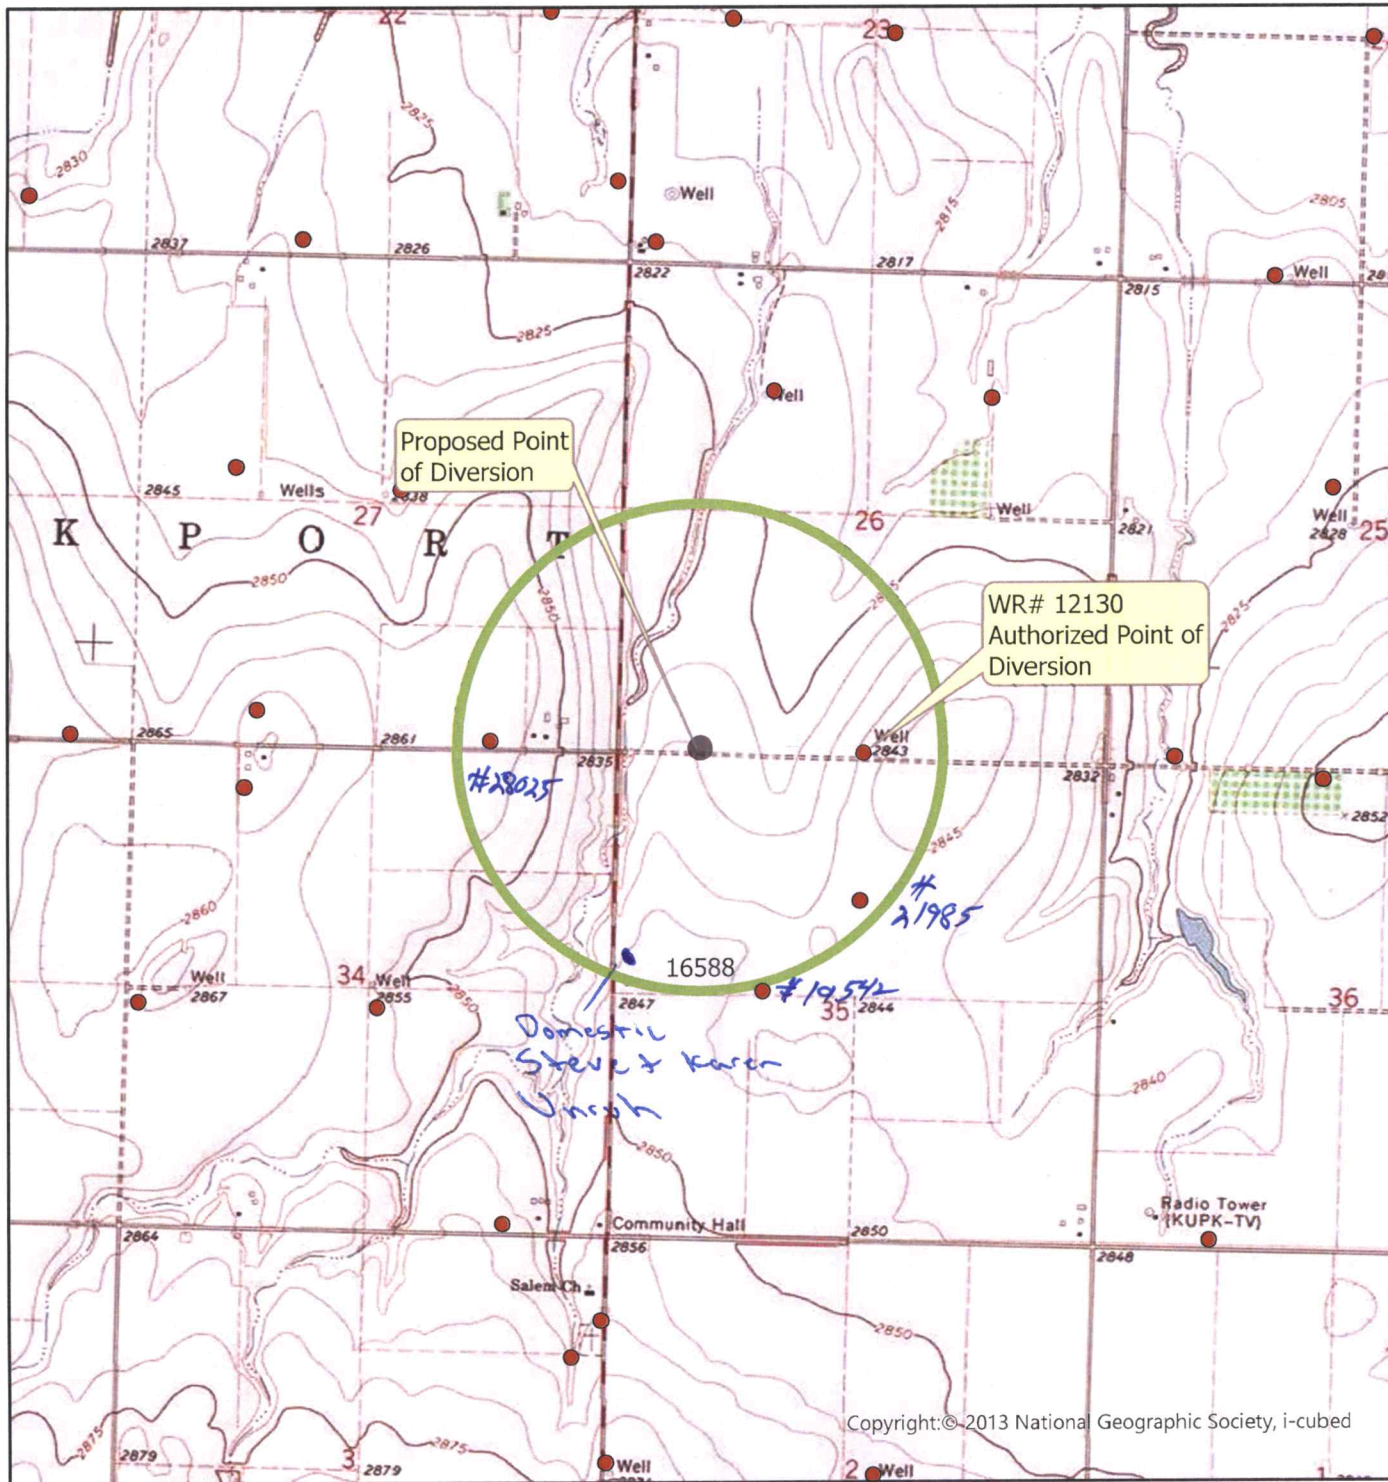 22
23
2825
2830
Well
2815
2805
2837
2826
2822
2817
2815
Well
2825
Well
Proposed Point
of Diversion
2845
Wells
2838
27
26
Well
2821
Well
2828
25
K P O R T
2850
2850
WR# 12130
Authorized Point of
Diversion
2825
2865
2861
2835
Well
2843
2832
#28025
2852
2845
#
21985
2860
16588
Well
2867
34
Well
2855
2850
2847
#19542
35
2844
36
Domestic
Steve & Karen
Unruh
2840
2850
Radio Tower
(KUPK-TV)
Community Hall
2864
2856
2850
2848
Salem Ch
2850
Copyright:© 2013 National Geographic Society, i-cubed
2875
2879
3
2879
2875
Well
2
Well
1